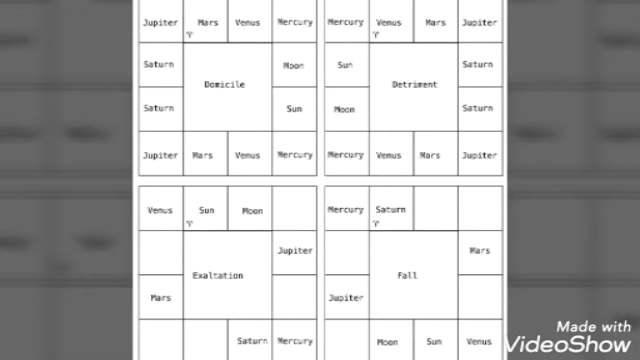 Jupiter Mars Venus Mercury
♈
Saturn Moon
Domicile
Saturn Sun
Jupiter Mars Venus Mercury
Mercury Venus Mars Jupiter
♈
Sun Saturn
Detriment
Moon Saturn
Mercury Venus Mars Jupiter
Venus Sun Moon
♈
Jupiter
Exaltation
Mars
Saturn Mercury
Mercury Saturn
♈
Mars
Fall
Jupiter
Moon Sun Venus
Made with
VideoShow